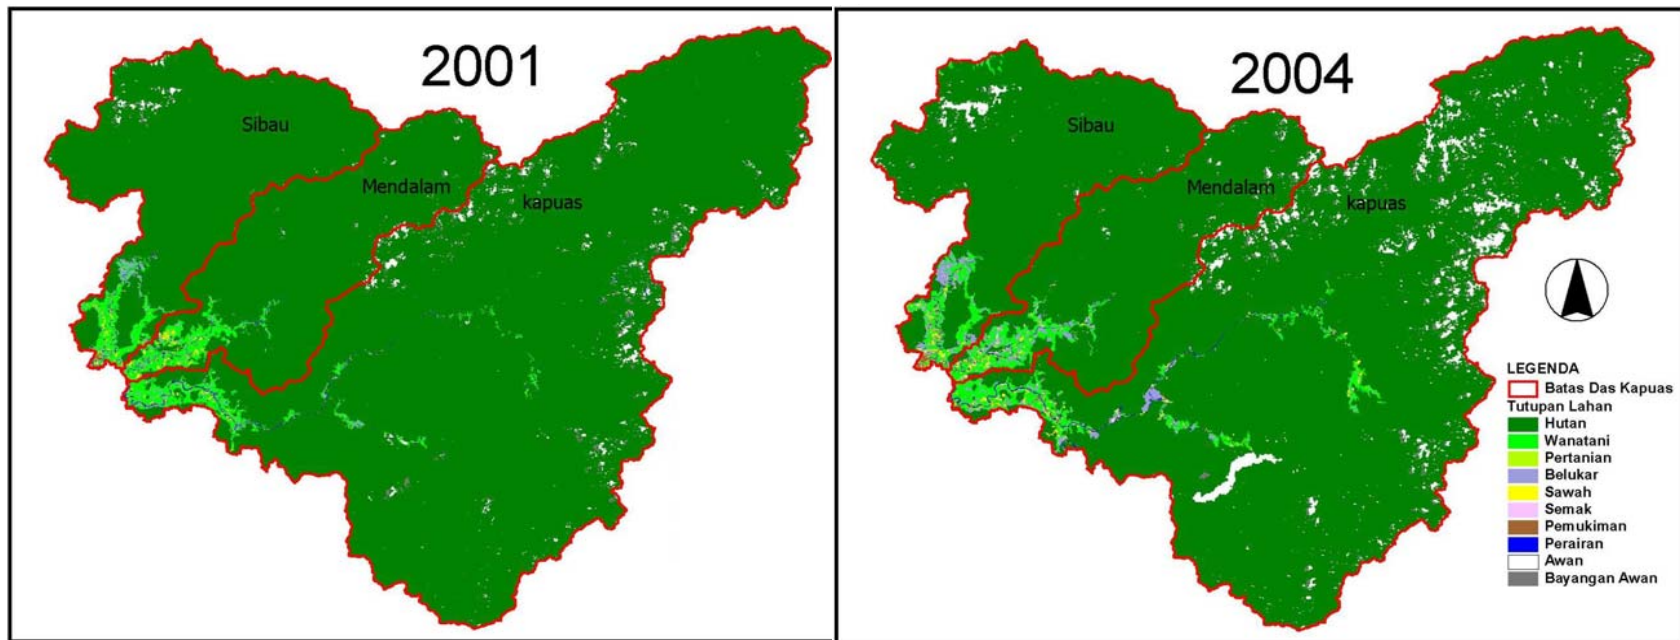 2001
Sibau
Mendalam
kapuas
2004
Sibau
Mendalam
kapuas
LEGENDA
Batas Das Kapuas
Tutupan Lahan
Hutan
Wanatani
Pertanian
Belukar
Sawah
Semak
Pemukiman
Perairan
Awan
Bayangan Awan